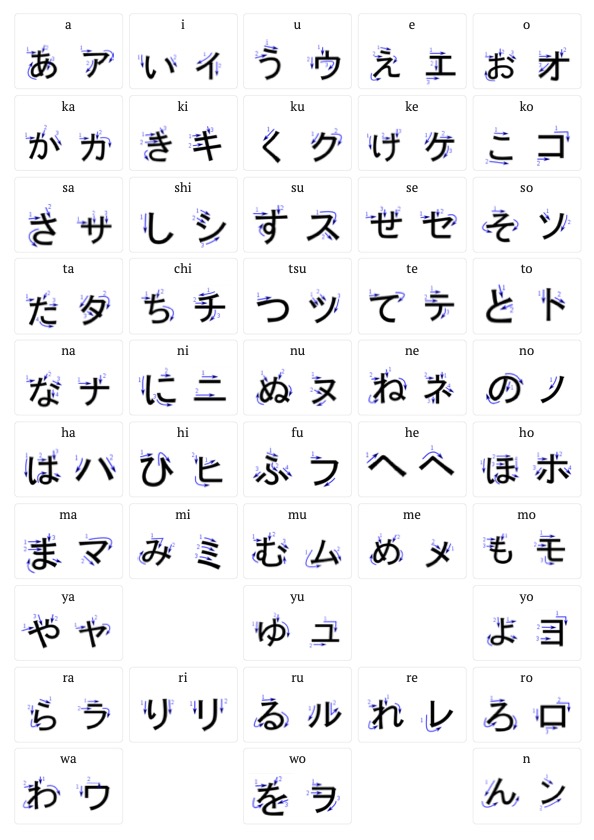 a i u e o
あ ア い イ う ウ え エ お オ
ka ki ku ke ko
か カ き キ く ク け ケ こ コ
sa shi su se so
さ サ し シ す ス せ セ そ ソ
ta chi tsu te to
た タ ち チ つ ツ て テ と ト
na ni nu ne no
な ナ に ニ ぬ ヌ ね ネ の ノ
ha hi fu he ho
は ハ ひ ヒ ふ フ へ ヘ ほ ホ
ma mi mu me mo
ま マ み ミ む ム め メ も モ
ya yu yo
や ヤ ゆ ユ よ ヨ
ra ri ru re ro
ら ラ り リ る ル れ レ ろ ロ
wa wo n
わ ワ を ヲ ん ン